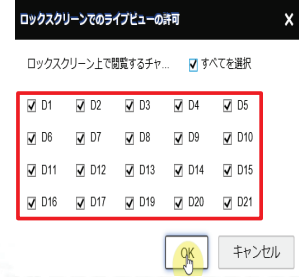 ロックスクリーンでのライブビューの許可 X
ロックスクリーン上で閲覧するチャ... すべてを選択
D1 D2 D3 D4 D5
D6 D7 D8 D9 D10
D11 D12 D13 D14 D15
D16 D17 D19 D20 D21
OK キャンセル